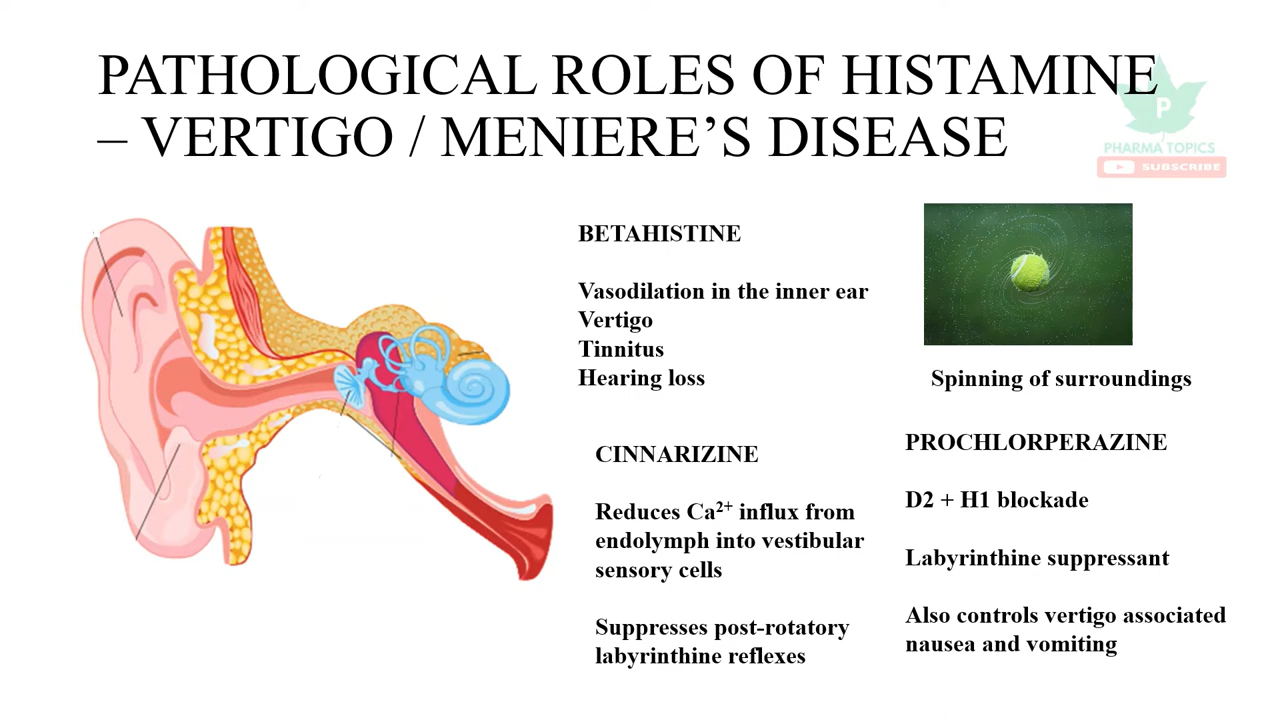 PATHOLOGICAL ROLES OF HISTAMINE
– VERTIGO / MENIERE’S DISEASE
P
PHARMA TOPICS
SUBSCRIBE
BETAHISTINE
Vasodilation in the inner ear
Vertigo
Tinnitus
Hearing loss
Spinning of surroundings
CINNARIZINE
Reduces Ca²⁺ influx from
endolymph into vestibular
sensory cells
Suppresses post-rotatory
labyrinthine reflexes
PROCHLORPERAZINE
D2 + H1 blockade
Labyrinthine suppressant
Also controls vertigo associated
nausea and vomiting